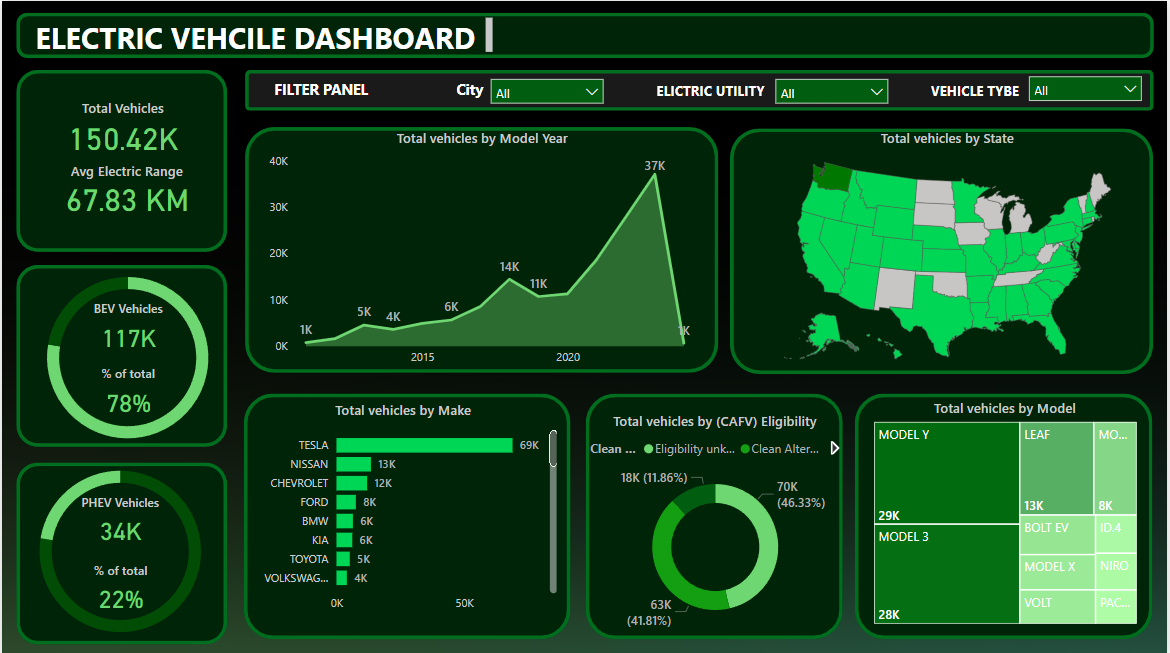 ELECTRIC VEHCILE DASHBOARD
Total Vehicles
150.42K
Avg Electric Range
67.83 KM
FILTER PANEL
City
All
ELICTRIC UTILITY
All
VEHICLE TYBE
All
BEV Vehicles
117K
% of total
78%
PHEV Vehicles
34K
% of total
22%
Total vehicles by Model Year
40K
30K
20K
10K
0K
1K
5K
4K
6K
14K
11K
37K
1K
2015
2020
Total vehicles by State
Total vehicles by Make
TESLA 69K
NISSAN 13K
CHEVROLET 12K
FORD 8K
BMW 6K
KIA 6K
TOYOTA 5K
VOLKSWAG... 4K
0K 50K
Total vehicles by (CAFV) Eligibility
Clean ... Eligibility unk... Clean Alter...
18K (11.86%)
70K
(46.33%)
63K
(41.81%)
Total vehicles by Model
MODEL Y
29K
MODEL 3
28K
LEAF
13K
MO...
8K
BOLT EV
ID.4
MODEL X
NIRO
VOLT
PAC...